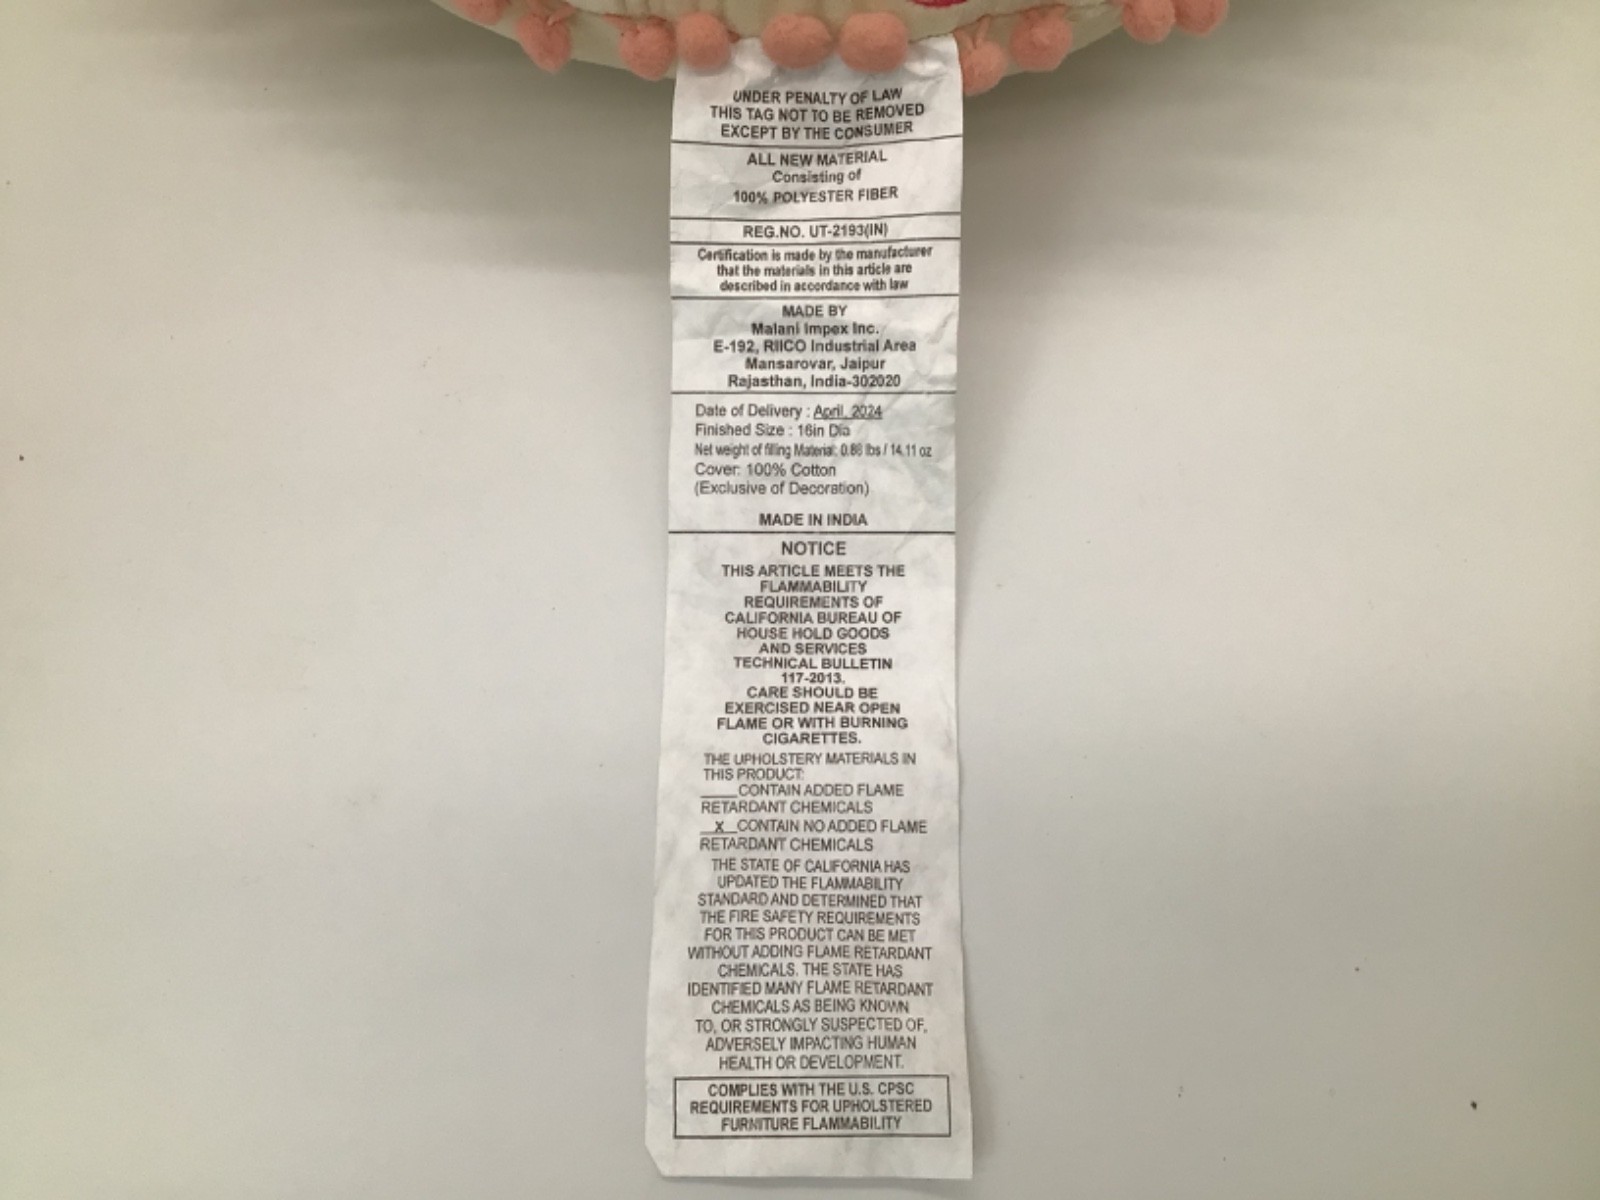 UNDER PENALTY OF LAW
THIS TAG NOT TO BE REMOVED
EXCEPT BY THE CONSUMER
ALL NEW MATERIAL
Consisting of
100% POLYESTER FIBER
REG.NO. UT-2193(IN)
Certification is made by the manufacturer
that the materials in this article are
described in accordance with law
MADE BY
Malani Impex Inc.
E-192, RIICO Industrial Area
Mansarovar, Jaipur
Rajasthan, India-302020
Date of Delivery : April, 2024
Finished Size : 16in Dia
Net weight of filling Material: 0.88 lbs / 14.11 oz
Cover: 100% Cotton
(Exclusive of Decoration)
MADE IN INDIA
NOTICE
THIS ARTICLE MEETS THE
FLAMMABILITY
REQUIREMENTS OF
CALIFORNIA BUREAU OF
HOUSE HOLD GOODS
AND SERVICES
TECHNICAL BULLETIN
117-2013.
CARE SHOULD BE
EXERCISED NEAR OPEN
FLAME OR WITH BURNING
CIGARETTES.
THE UPHOLSTERY MATERIALS IN
THIS PRODUCT:
____CONTAIN ADDED FLAME
RETARDANT CHEMICALS
_X_CONTAIN NO ADDED FLAME
RETARDANT CHEMICALS
THE STATE OF CALIFORNIA HAS
UPDATED THE FLAMMABILITY
STANDARD AND DETERMINED THAT
THE FIRE SAFETY REQUIREMENTS
FOR THIS PRODUCT CAN BE MET
WITHOUT ADDING FLAME RETARDANT
CHEMICALS. THE STATE HAS
IDENTIFIED MANY FLAME RETARDANT
CHEMICALS AS BEING KNOWN
TO, OR STRONGLY SUSPECTED OF,
ADVERSELY IMPACTING HUMAN
HEALTH OR DEVELOPMENT.
COMPLIES WITH THE U.S. CPSC
REQUIREMENTS FOR UPHOLSTERED
FURNITURE FLAMMABILITY